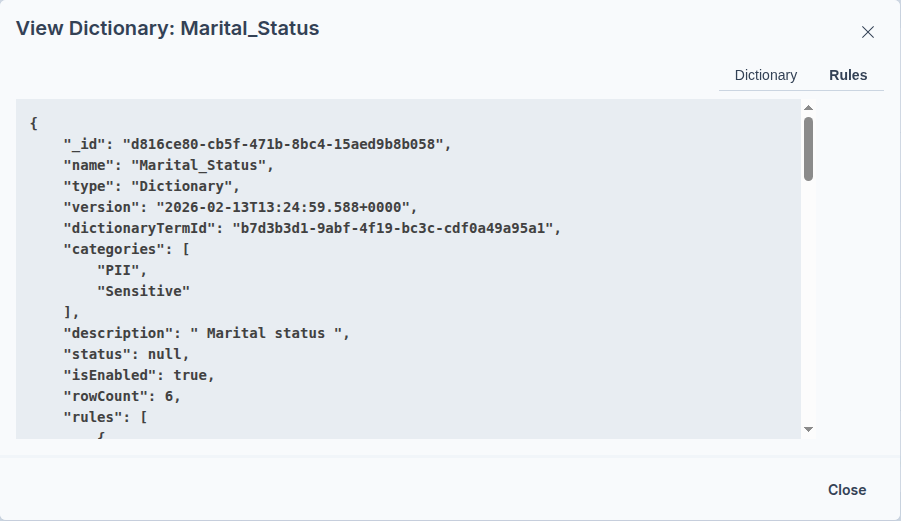 View Dictionary: Marital_Status
Dictionary Rules
{
    "_id": "d816ce80-cb5f-471b-8bc4-15aed9b8b058",
    "name": "Marital_Status",
    "type": "Dictionary",
    "version": "2026-02-13T13:24:59.588+0000",
    "dictionaryTermId": "b7d3b3d1-9abf-4f19-bc3c-cdf0a49a95a1",
    "categories": [
        "PII",
        "Sensitive"
    ],
    "description": " Marital status ",
    "status": null,
    "isEnabled": true,
    "rowCount": 6,
    "rules": [
        {
Close